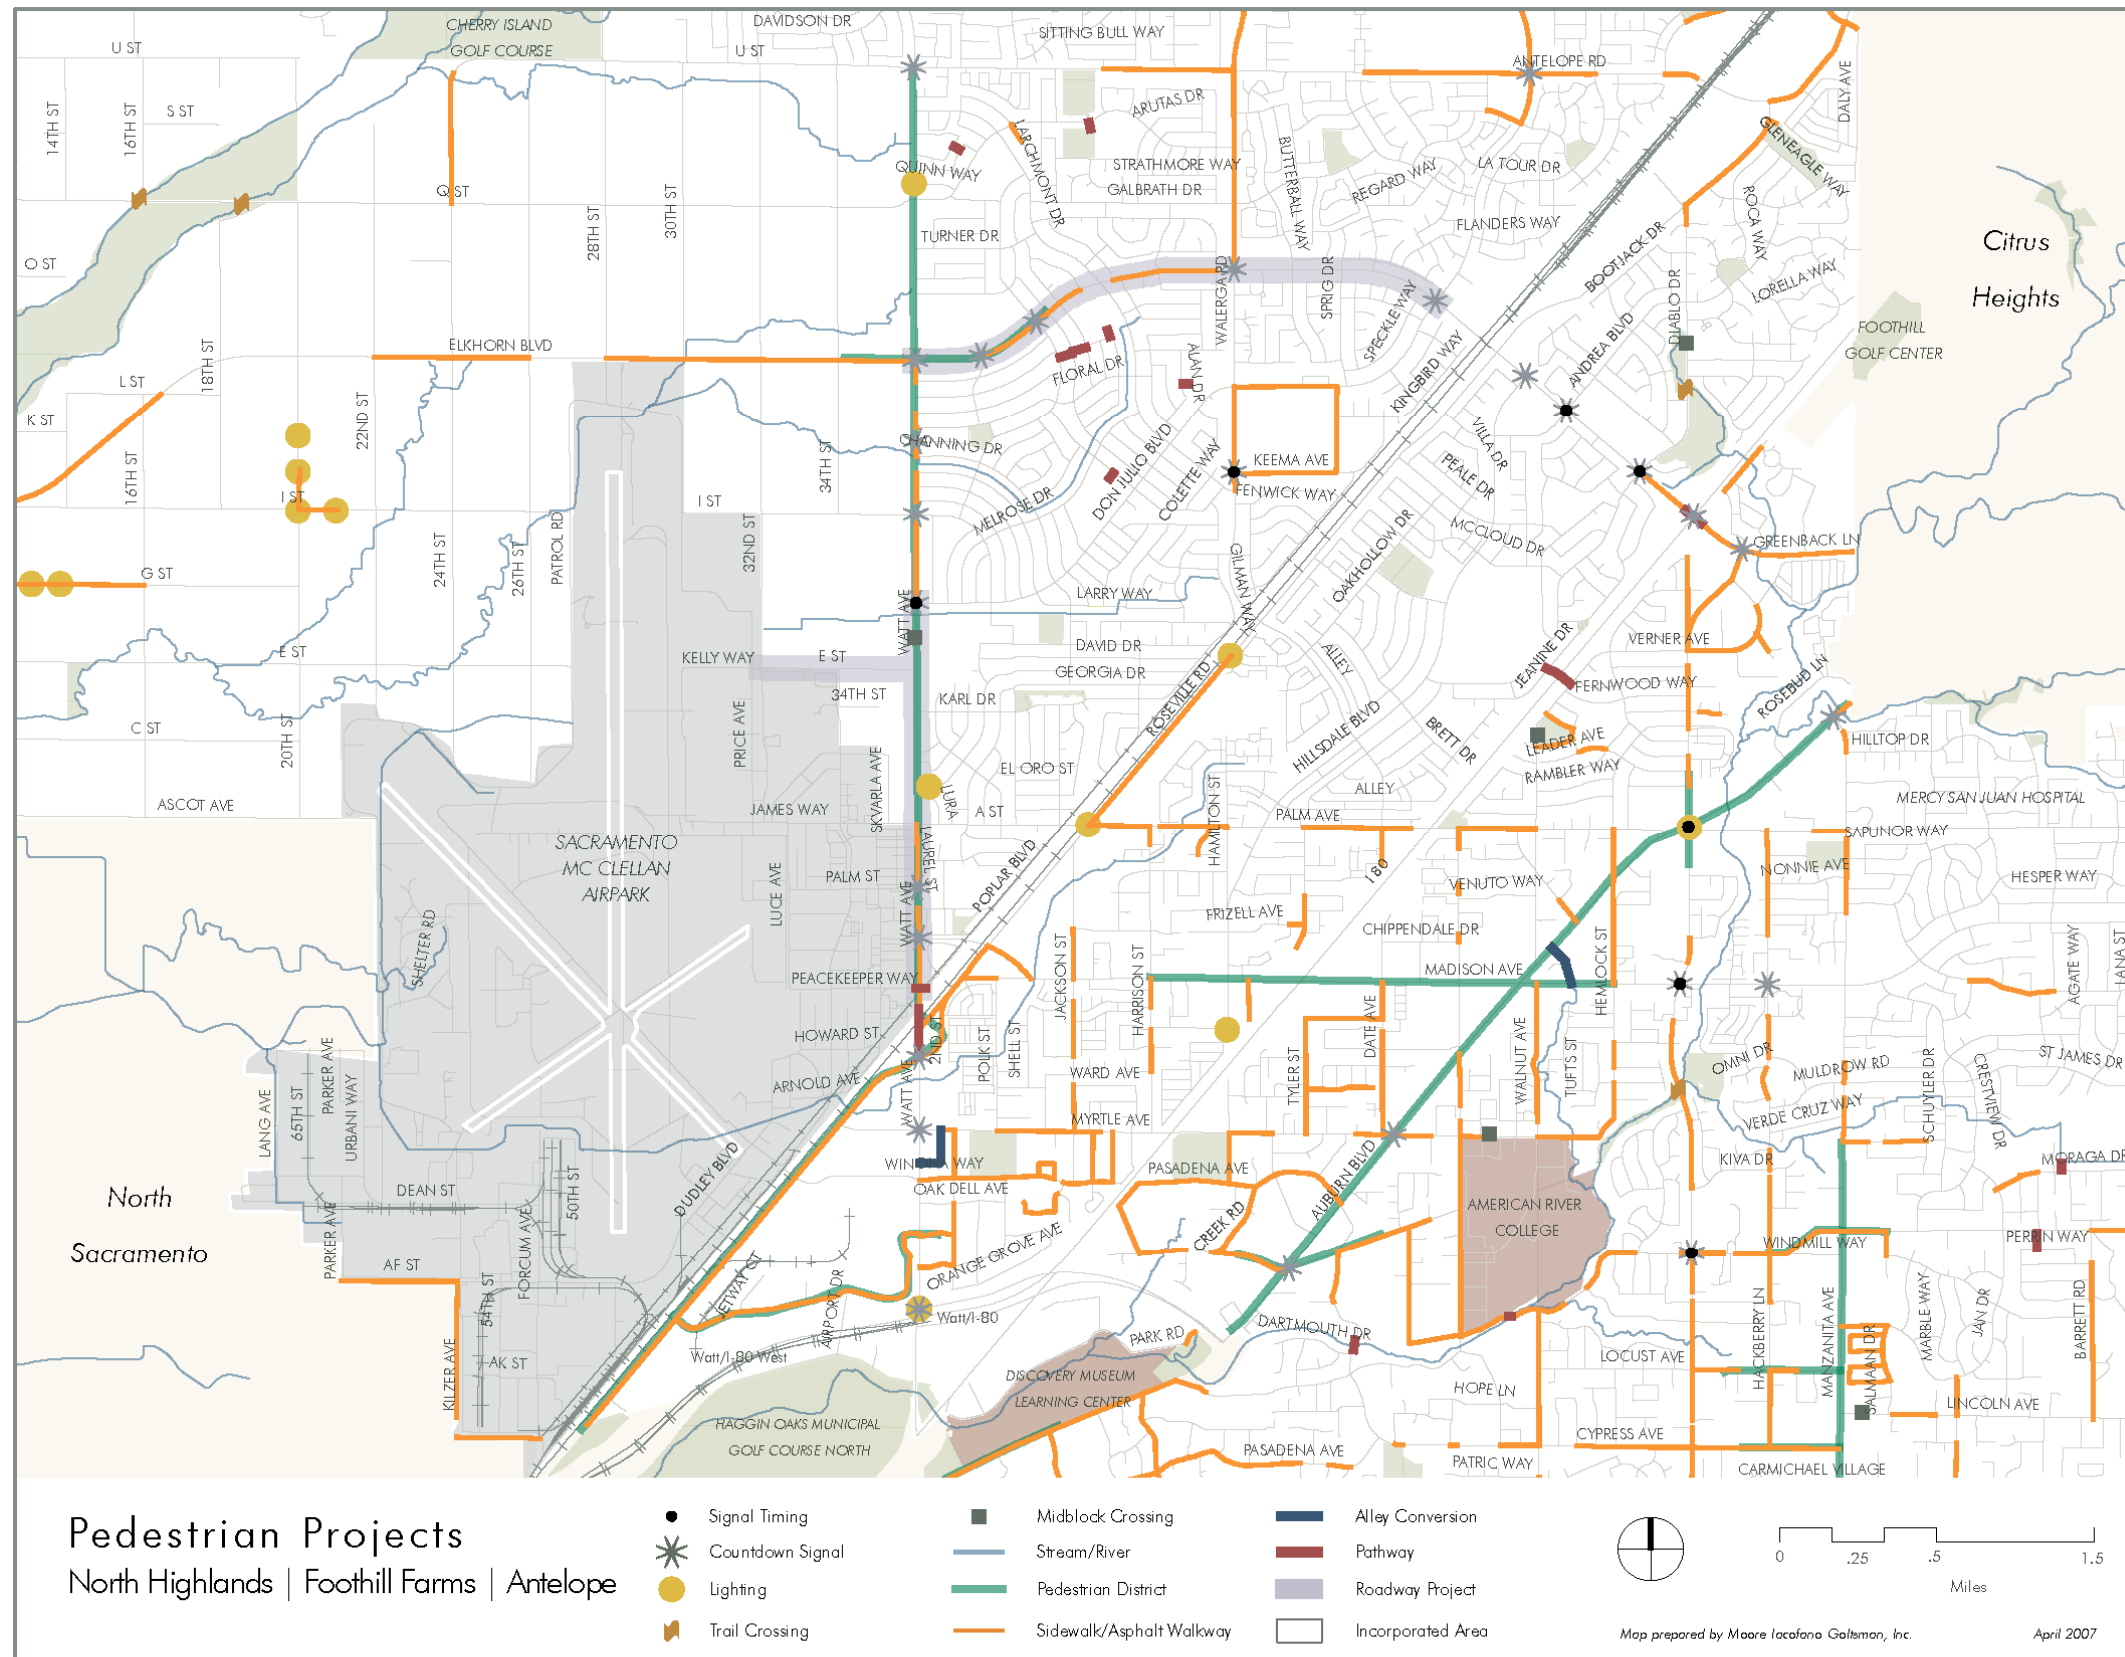 CHERRY ISLAND
GOLF COURSE
DAVIDSON DR
SITTING BULL WAY
U ST
U ST
ANTELOPE RD
14TH ST
16TH ST
S ST
ARUTAS DR
DALY AVE
LARCHMONT DR
GLENEAGLE WAY
QUINN WAY
STRATHMORE WAY
GALBRATH DR
BUTTERBALL WAY
REGARD WAY
LA TOUR DR
Q ST
28TH ST
30TH ST
TURNER DR
FLANDERS WAY
ROCA WAY
BOOTJACK DR
LORELLA WAY
Citrus
Heights
O ST
WALERGA RD
SPRIG DR
SPECKLEWAY
DIABLO DR
FOOTHILL
GOLF CENTER
ELKHORN BLVD
18TH ST
L ST
K ST
22ND ST
FLORAL DR
ALAN DR
KINGBIRD WAY
ANDREA BLVD
CHANNING DR
34TH ST
16TH ST
I ST
I ST
MELROSE DR
DON JULIO BLVD
COLETTE WAY
KEEMA AVE
FENWICK WAY
VILLA DR
PEALE DR
MCCLOUD DR
GREENBACK LN
G ST
24TH ST
26TH ST
PATROL RD
32ND ST
WATT AVE
LARRY WAY
GILMAN WAY
OAKHOLLOW DR
E ST
KELLY WAY
E ST
34TH ST
DAVID DR
GEORGIA DR
KARL DR
ALLEY
JEANINE DR
VERNER AVE
FERNWOOD WAY
ROSEBUD LN
C ST
20TH ST
PRICE AVE
SKVARLA AVE
ROSEVILLE RD
HILLSDALE BLVD
BRETT DR
LEADER AVE
RAMBLER WAY
HILLTOP DR
ASCOT AVE
JAMES WAY
LURA
EL ORO ST
A ST
HAMILTON ST
ALLEY
PALM AVE
MERCY SAN JUAN HOSPITAL
SAPUNOR WAY
SACRAMENTO
MC CLELLAN
AIRPARK
PALM ST
LAUREL ST
LUCE AVE
WATT AVE
POPLAR BLVD
180
VENUTO WAY
NONNIE AVE
HESPER WAY
SHELTER RD
FRIZELL AVE
CHIPPENDALE DR
MADISON AVE
HEMLOCK ST
AGATE WAY
LANA ST
PEACEKEEPER WAY
HOWARD ST
2ND ST
JACKSON ST
HARRISON ST
POLK ST
SHELL ST
DATE AVE
WALNUT AVE
TUFTS ST
TYLER ST
OMNI DR
MULDROW RD
SCHUYLER DR
CRESTVIEW DR
ST JAMES DR
LANG AVE
65TH ST
PARKER AVE
URBANI WAY
ARNOLD AVE
WATT AVE
WARD AVE
MYRTLE AVE
VERDE CRUZ WAY
KIVA DR
MORAGA DR
North
Sacramento
DEAN ST
50TH ST
DUDLEY BLVD
OAK DELL AVE
PASADENA AVE
CREEK RD
AUBURN BLVD
AMERICAN RIVER
COLLEGE
WINDMILL WAY
PERRIN WAY
PARKER AVE
AF ST
FORCUM AVE
54TH ST
JETWAY CT
AIRPORT DR
ORANGE GROVE AVE
Watt/I-80
Watt/I-80 West
KILZER AVE
AK ST
PARK RD
DARTMOUTH DR
DISCOVERY MUSEUM
LEARNING CENTER
LOCUST AVE
HOPE LN
HACKBERRY LN
MANZANITA AVE
SALMAAN DR
MARBLE WAY
JAN DR
BARRETT RD
LINCOLN AVE
HAGGIN OAKS MUNICIPAL
GOLF COURSE NORTH
PASADENA AVE
CYPRESS AVE
PATRIC WAY
CARMICHAEL VILLAGE
Pedestrian Projects
North Highlands | Foothill Farms | Antelope
Signal Timing
Countdown Signal
Lighting
Trail Crossing
Midblock Crossing
Stream/River
Pedestrian District
Sidewalk/Asphalt Walkway
Alley Conversion
Pathway
Roadway Project
Incorporated Area
0 .25 .5 1.5
Miles
Map prepared by Moore Iacofano Goltsman, Inc.
April 2007